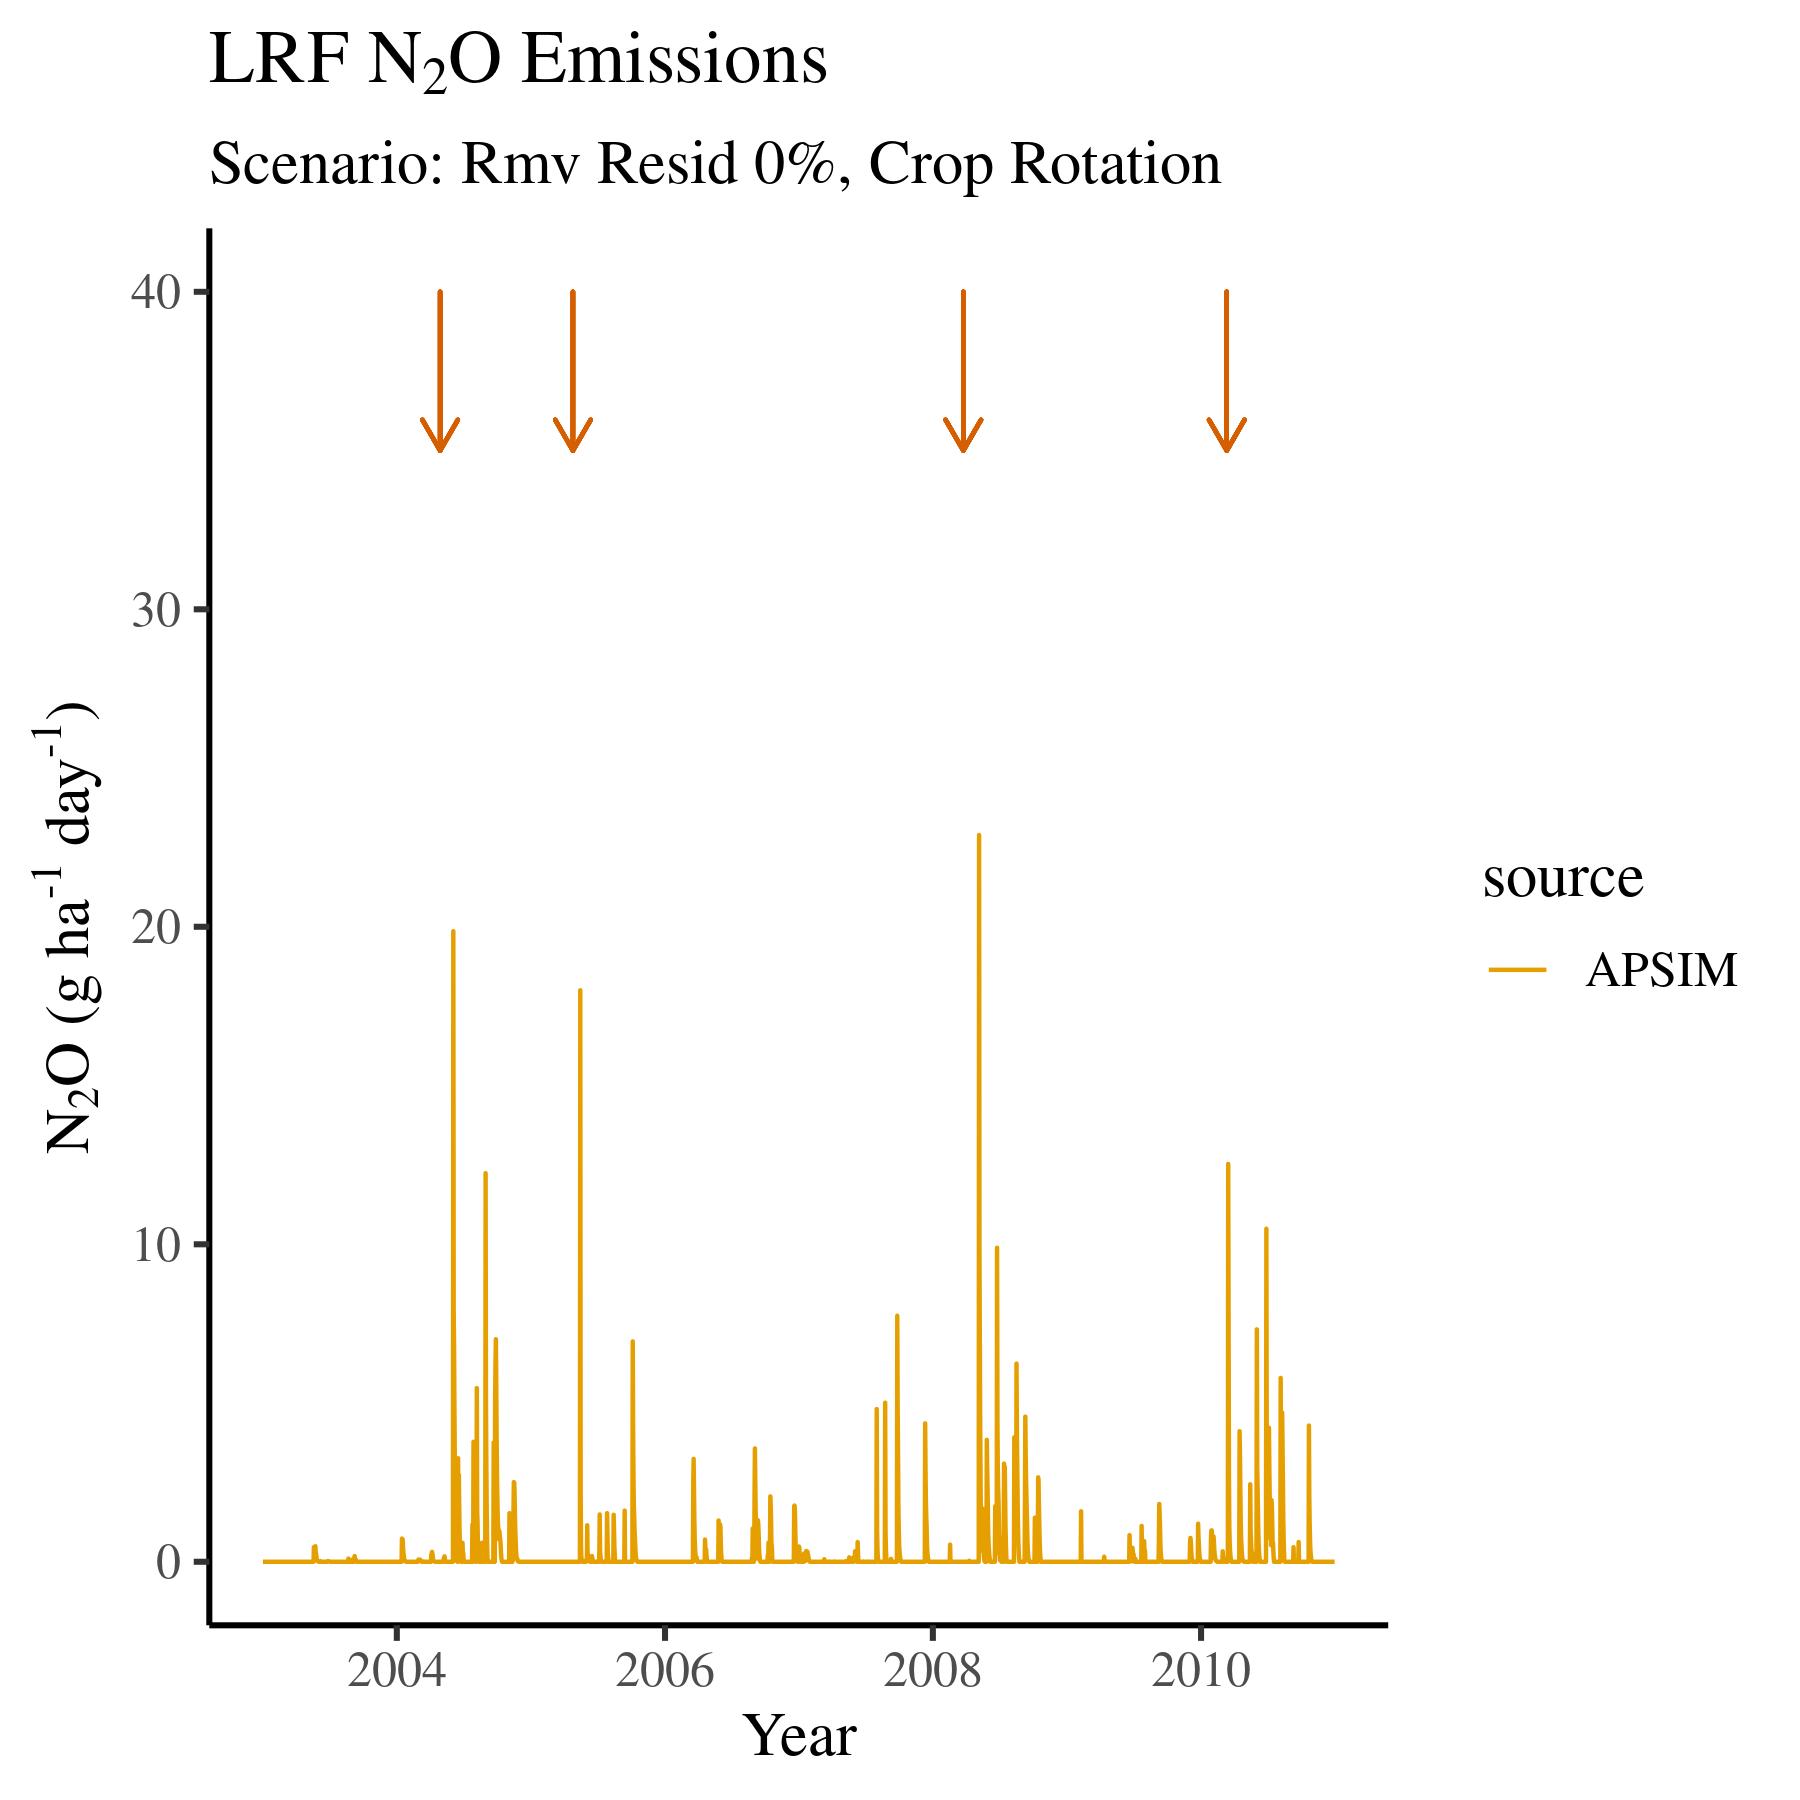 LRF N₂O Emissions
Scenario: Rmv Resid 0%, Crop Rotation
40
30
20
10
0
N₂O (g ha⁻¹ day⁻¹)
2004 2006 2008 2010
Year
source
APSIM